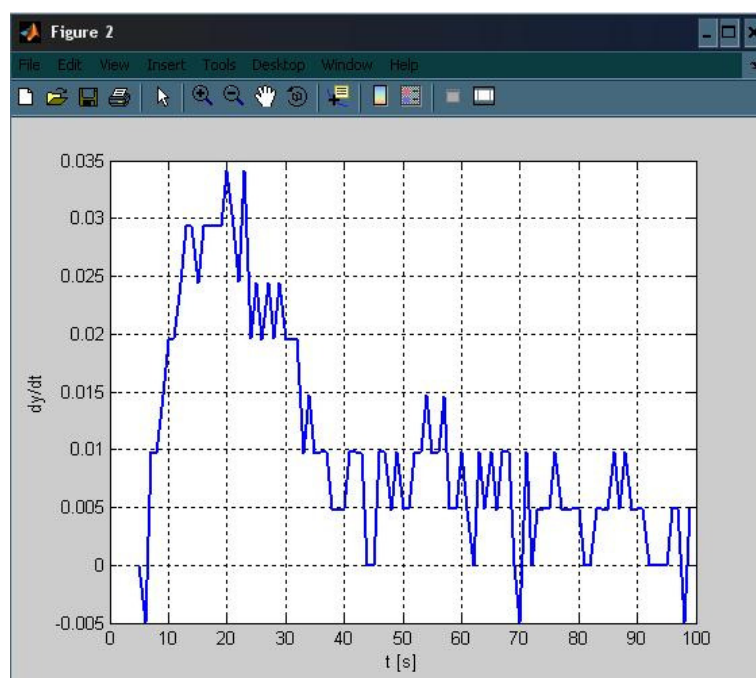 Figure 2
File Edit View Insert Tools Desktop Window Help
0.035
0.03
0.025
0.02
0.015
0.01
0.005
0
-0.005
dy/dt
0 10 20 30 40 50 60 70 80 90 100
t [s]